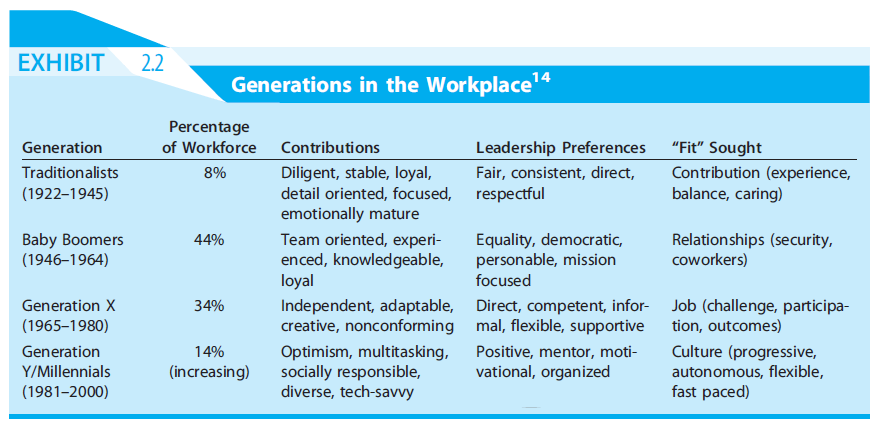 EXHIBIT 2.2
Generations in the Workplace14
Generation Percentage of Workforce Contributions Leadership Preferences “Fit” Sought
Traditionalists 8% Diligent, stable, loyal, Fair, consistent, direct, Contribution (experience,
(1922–1945) detail oriented, focused, respectful balance, caring)
emotionally mature
Baby Boomers 44% Team oriented, experi- Equality, democratic, Relationships (security,
(1946–1964) enced, knowledgeable, personable, mission coworkers)
loyal focused
Generation X 34% Independent, adaptable, Direct, competent, infor- Job (challenge, participa-
(1965–1980) creative, nonconforming mal, flexible, supportive tion, outcomes)
Generation 14% Optimism, multitasking, Positive, mentor, moti- Culture (progressive,
Y/Millennials (increasing) socially responsible, vational, organized autonomous, flexible,
(1981–2000) diverse, tech-savvy fast paced)